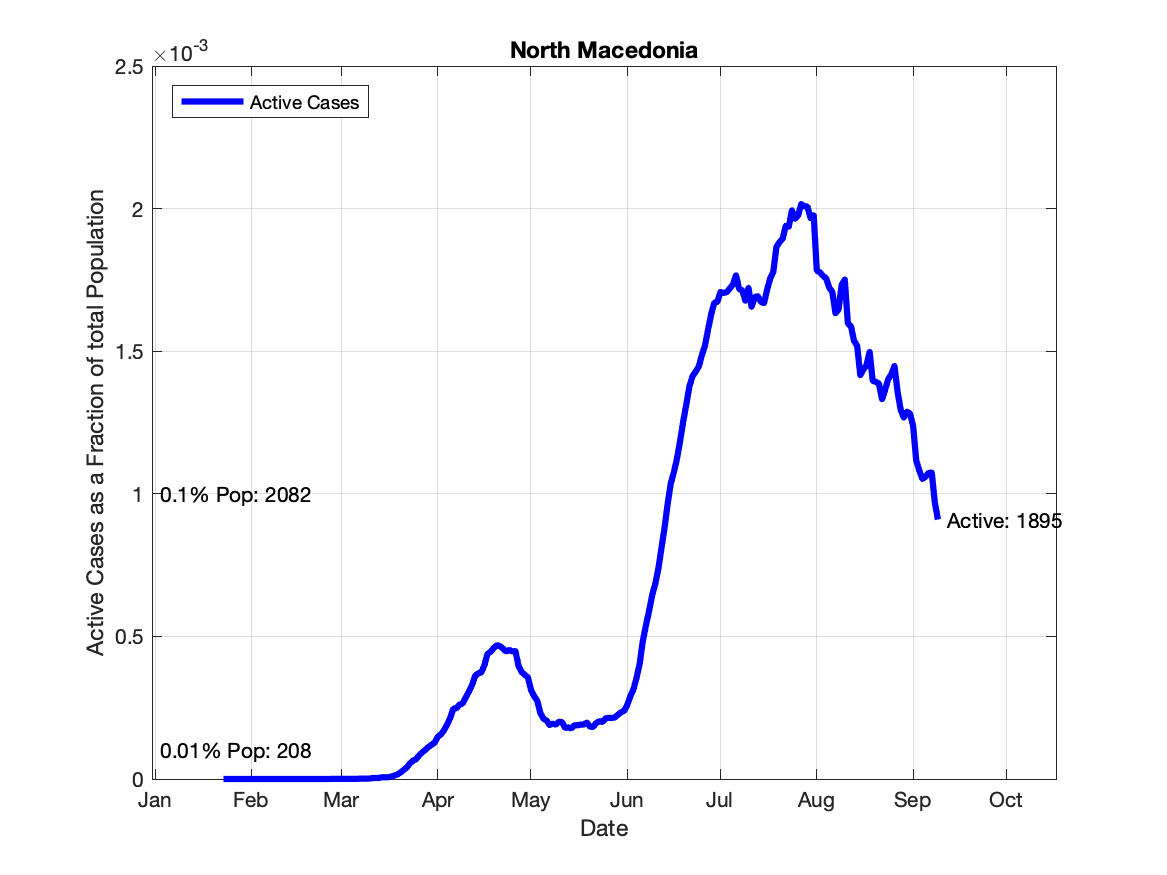 North Macedonia
×10-3
2.5
2
1.5
1
0.5
0
Active Cases
0.1% Pop: 2082
0.01% Pop: 208
Active: 1895
Active Cases as a Fraction of total Population
Jan Feb Mar Apr May Jun Jul Aug Sep Oct
Date